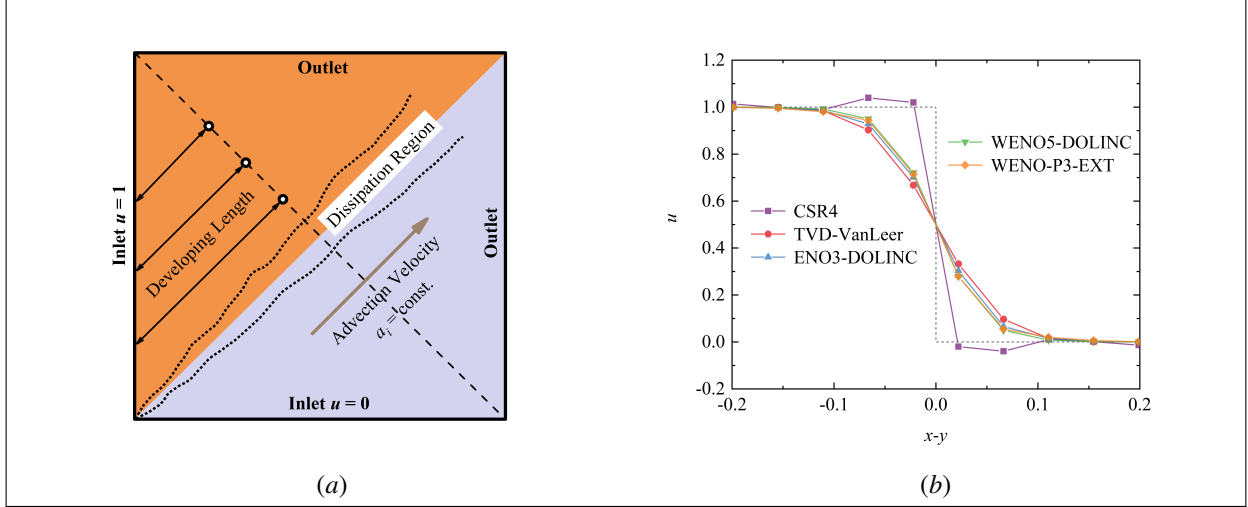 Outlet
Inlet u = 1
Developing Length
Dissipation Region
Advection Velocity
a_i = const.
Outlet
Inlet u = 0
(a)
1.2
1.0
0.8
0.6
0.4
0.2
0.0
-0.2
u
WENO5-DOLINC
WENO-P3-EXT
CSR4
TVD-VanLeer
ENO3-DOLINC
-0.2 -0.1 0.0 0.1 0.2
x-y
(b)